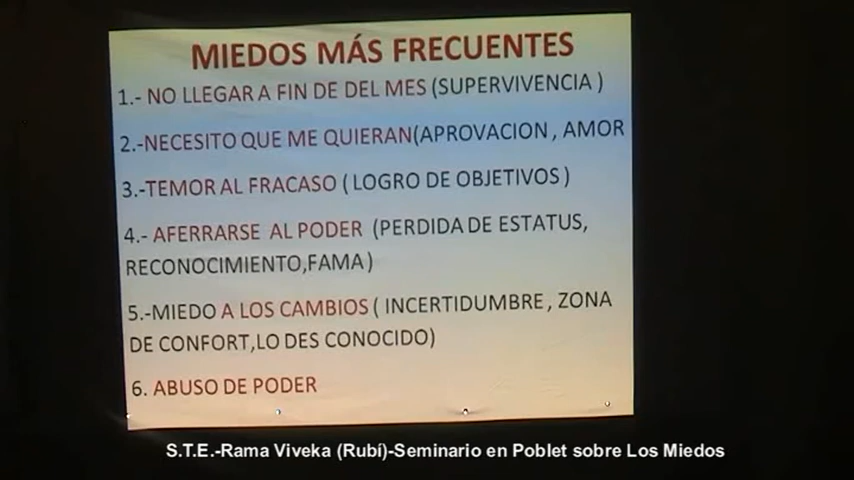 MIEDOS MÁS FRECUENTES
1.- NO LLEGAR A FIN DE DEL MES (SUPERVIVENCIA )
2.-NECESITO QUE ME QUIERAN(APROVACION , AMOR
3.-TEMOR AL FRACASO ( LOGRO DE OBJETIVOS )
4.- AFERRARSE AL PODER (PERDIDA DE ESTATUS,
RECONOCIMIENTO,FAMA)
5.-MIEDO A LOS CAMBIOS ( INCERTIDUMBRE , ZONA
DE CONFORT,LO DES CONOCIDO)
6. ABUSO DE PODER
S.T.E.-Rama Viveka (Rubí)-Seminario en Poblet sobre Los Miedos